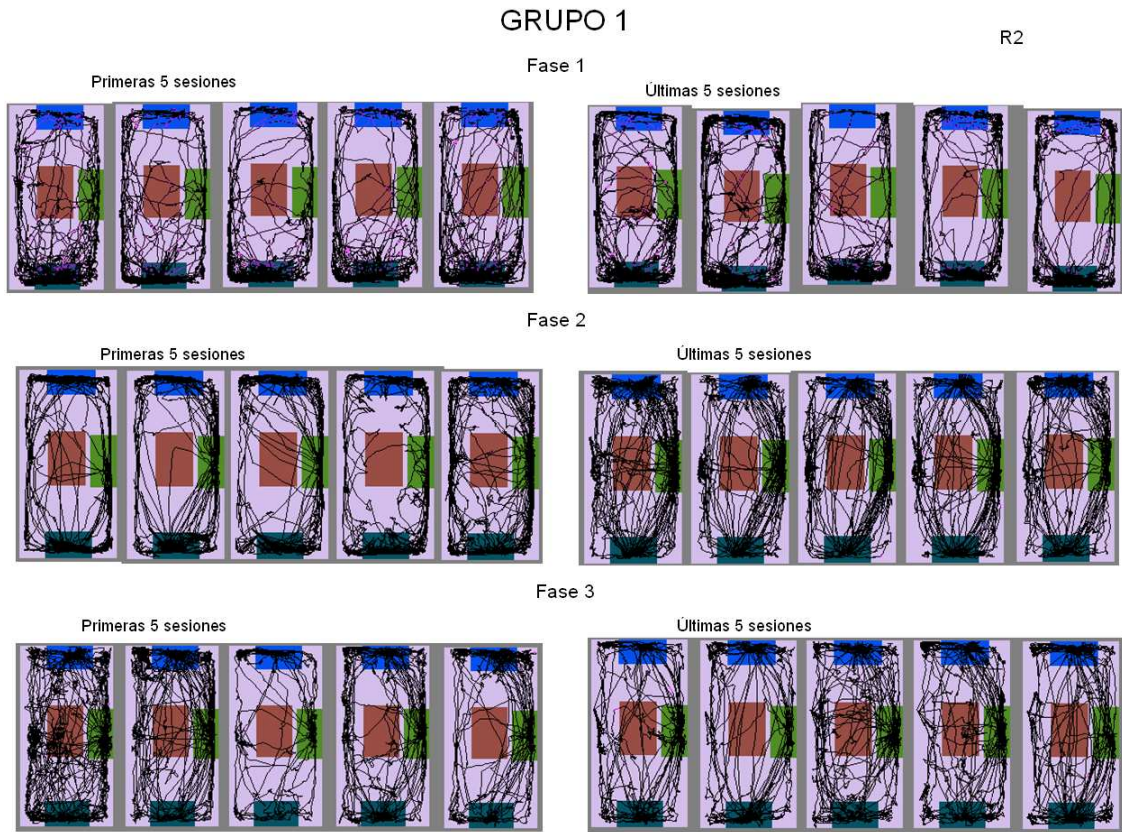 GRUPO 1
R2
Fase 1
Primeras 5 sesiones
Últimas 5 sesiones
Fase 2
Primeras 5 sesiones
Últimas 5 sesiones
Fase 3
Primeras 5 sesiones
Últimas 5 sesiones